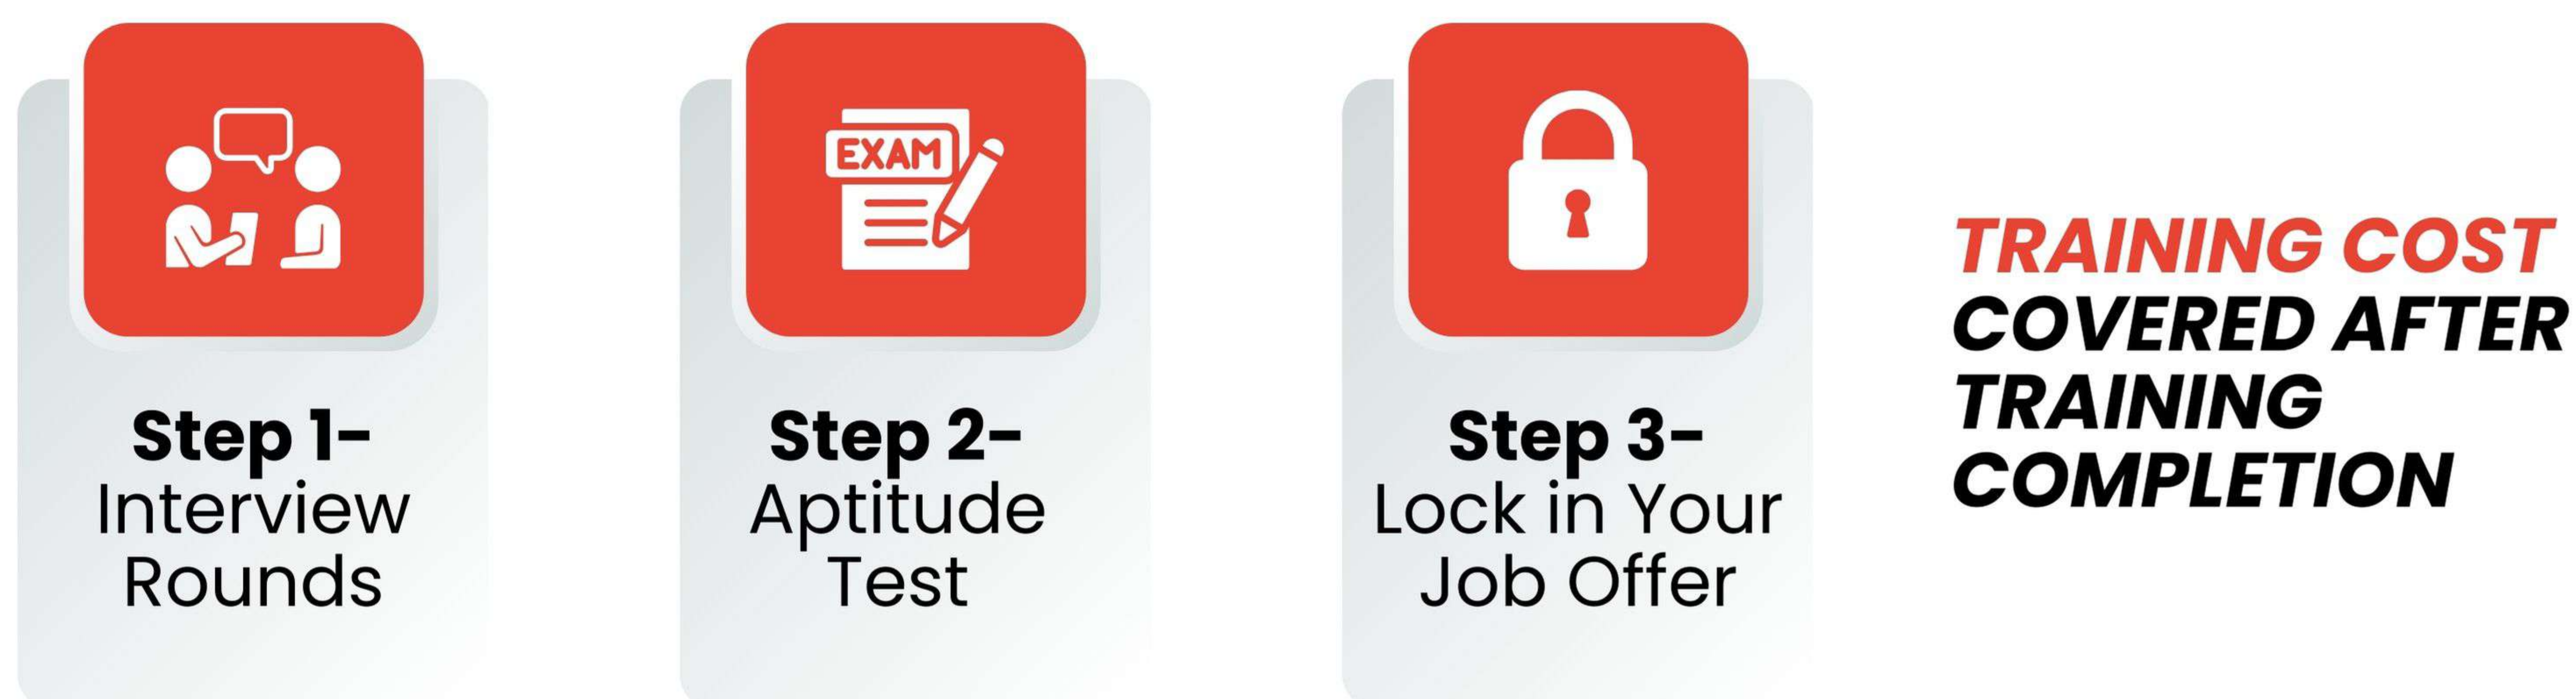 Step 1-
Interview
Rounds
EXAM
Step 2-
Aptitude
Test
Step 3-
Lock in Your
Job Offer
TRAINING COST
COVERED AFTER
TRAINING
COMPLETION